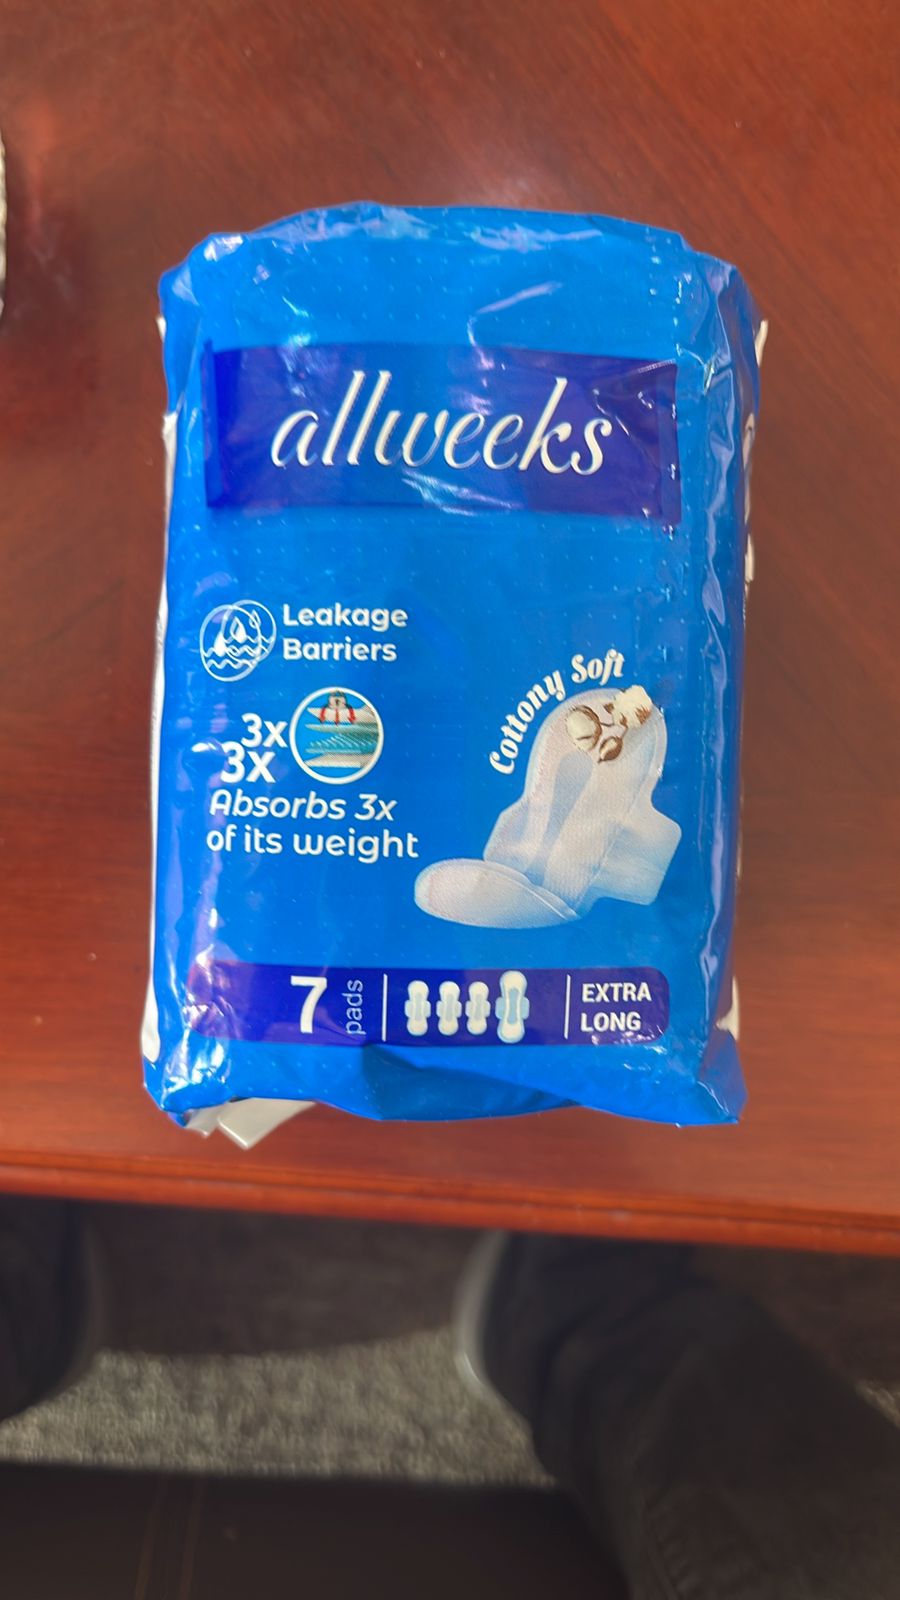 allweeks
Leakage
Barriers
3x
3x
Absorbs 3x
of its weight
Cottony Soft
7 pads
EXTRA
LONG